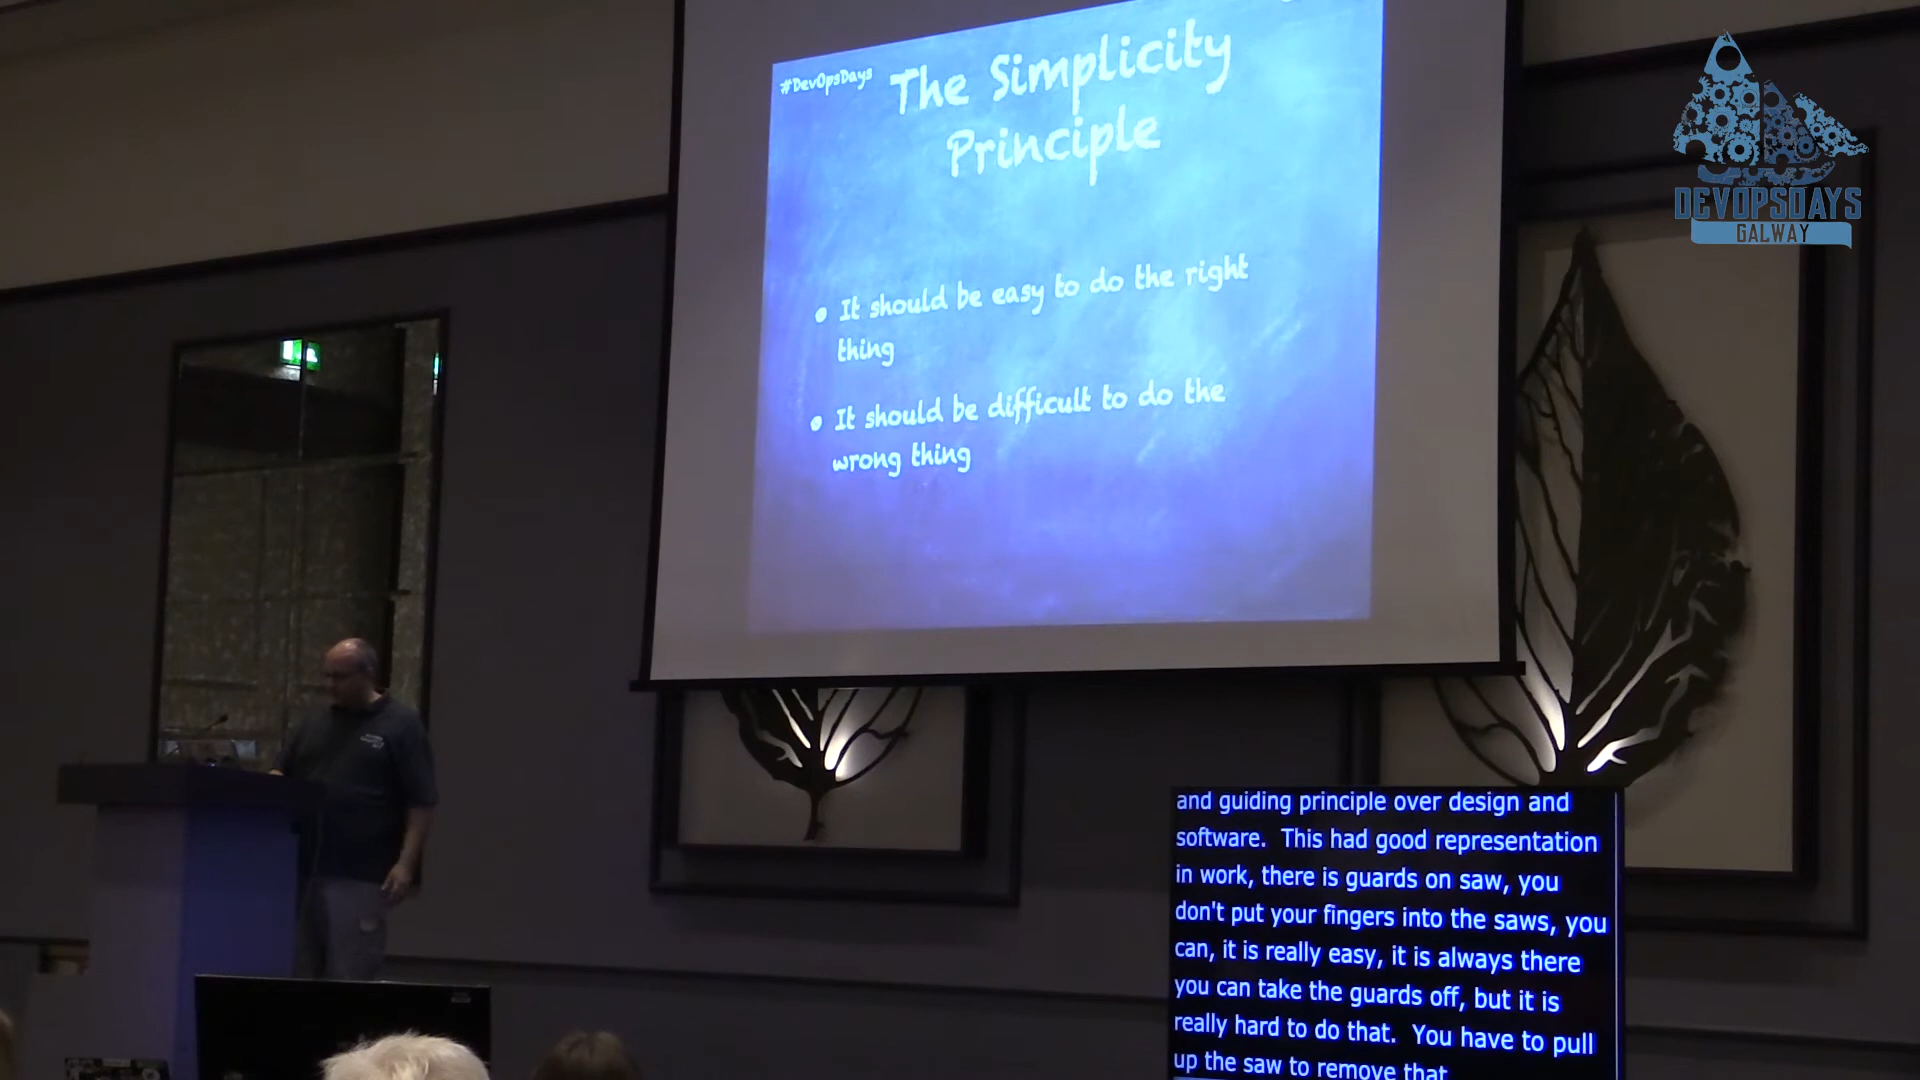 #DevOpsDays
The Simplicity
Principle
• It should be easy to do the right
thing
• It should be difficult to do the
wrong thing
DEVOPSDAYS
GALWAY
and guiding principle over design and
software. This had good representation
in work, there is guards on saw, you
don't put your fingers into the saws, you
can, it is really easy, it is always there
you can take the guards off, but it is
really hard to do that. You have to pull
up the saw to remove that